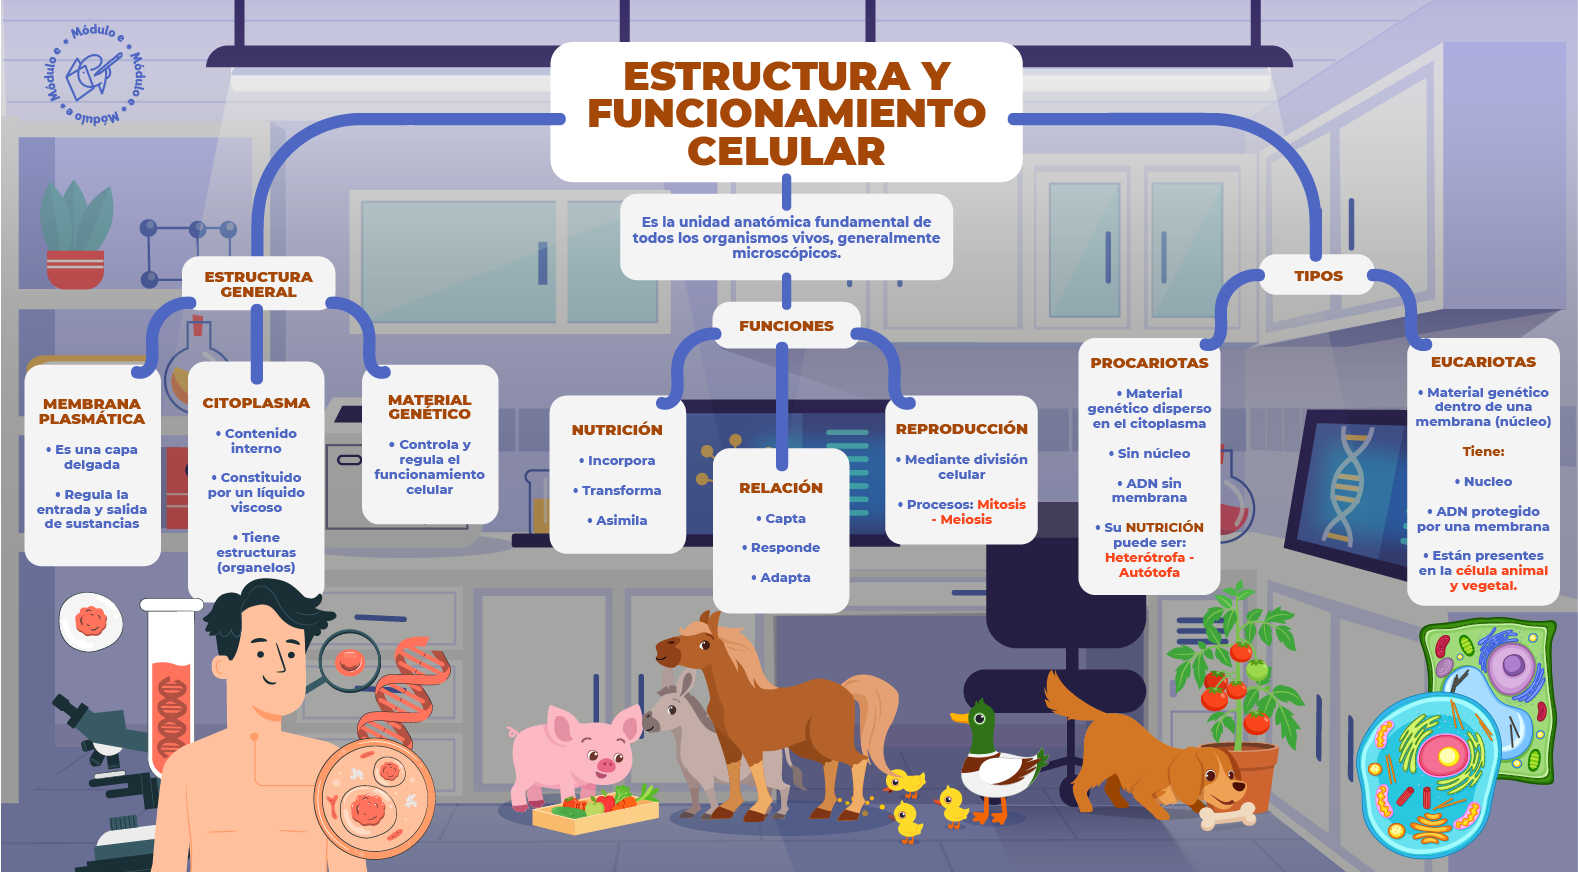 Módulo e * Módulo e * Módulo e * Módulo e *
ESTRUCTURA Y
FUNCIONAMIENTO
CELULAR
Es la unidad anatómica fundamental de
todos los organismos vivos, generalmente
microscópicos.
ESTRUCTURA
GENERAL
MEMBRANA
PLASMÁTICA
• Es una capa
delgada
• Regula la
entrada y salida
de sustancias
CITOPLASMA
• Contenido
interno
• Constituido
por un líquido
viscoso
• Tiene
estructuras
(organelos)
MATERIAL
GENÉTICO
• Controla y
regula el
funcionamiento
celular
FUNCIONES
NUTRICIÓN
• Incorpora
• Transforma
• Asimila
RELACIÓN
• Capta
• Responde
• Adapta
REPRODUCCIÓN
• Mediante división
celular
• Procesos: Mitosis
- Meiosis
TIPOS
PROCARIOTAS
• Material
genético disperso
en el citoplasma
• Sin núcleo
• ADN sin
membrana
• Su NUTRICIÓN
puede ser:
Heterótrofa -
Autótofa
EUCARIOTAS
• Material genético
dentro de una
membrana (núcleo)
Tiene:
• Nucleo
• ADN protegido
por una membrana
• Están presentes
en la célula animal
y vegetal.